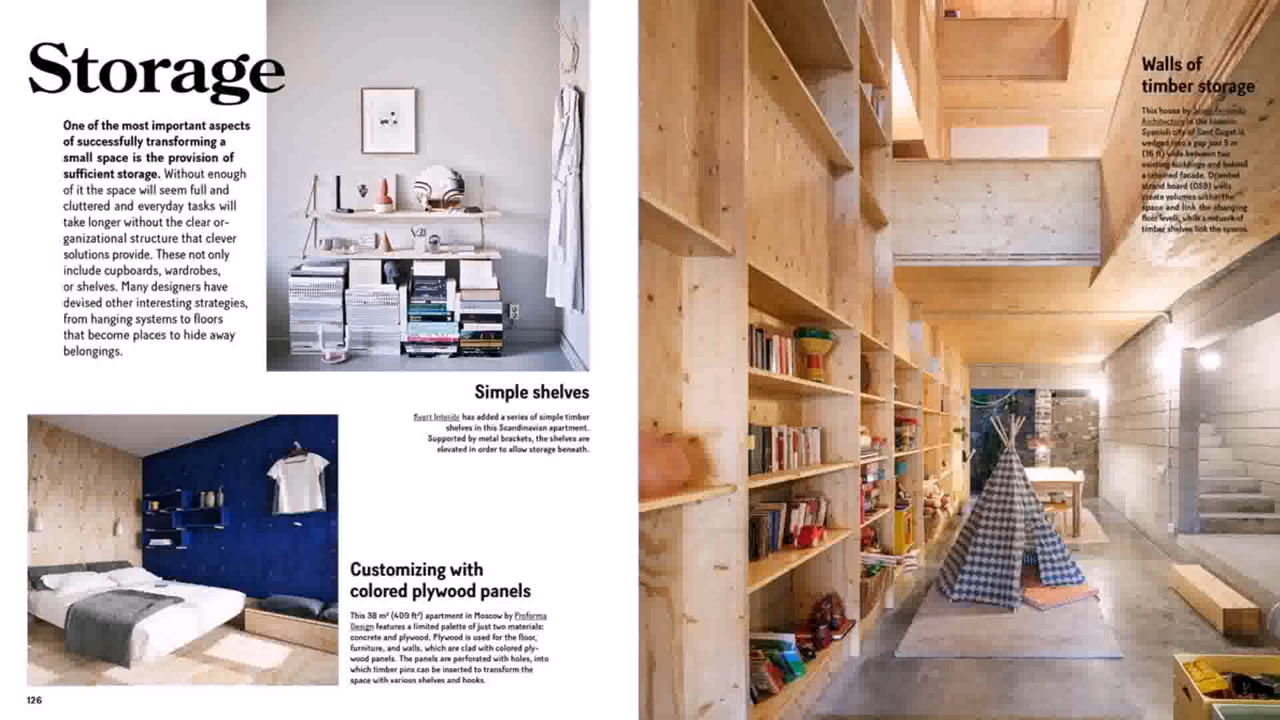 Storage
One of the most important aspects
of successfully transforming a
small space is the provision of
sufficient storage. Without enough
of it the space will seem full and
cluttered and everyday tasks will
take longer without the clear or-
ganizational structure that clever
solutions provide. These not only
include cupboards, wardrobes,
or shelves. Many designers have
devised other interesting strategies,
from hanging systems to floors
that become places to hide away
belongings.
Simple shelves
has added a series of simple timber
shelves in this Scandinavian apartment.
Supported by metal brackets, the shelves are
elevated in order to allow storage beneath.
Customizing with
colored plywood panels
This 38 m² (409 ft²) apartment in Moscow by Proforma
Design features a limited palette of just two materials:
concrete and plywood. Plywood is used for the floor,
furniture, and walls, which are clad with colored ply-
wood panels. The panels are perforated with holes, into
which timber pins can be inserted to transform the
space with various shelves and hooks.
126
Walls of
timber storage
This house by
Architecture in the historic
Spanish city of Sant Cugat is
wedged into a gap just 5 m
(16 ft) wide between two
existing buildings and behind
a retained facade. Oriented
strand board (OSB) walls
create volumes within the
space and link the changing
floor levels, while a network of
timber shelves link the spaces.